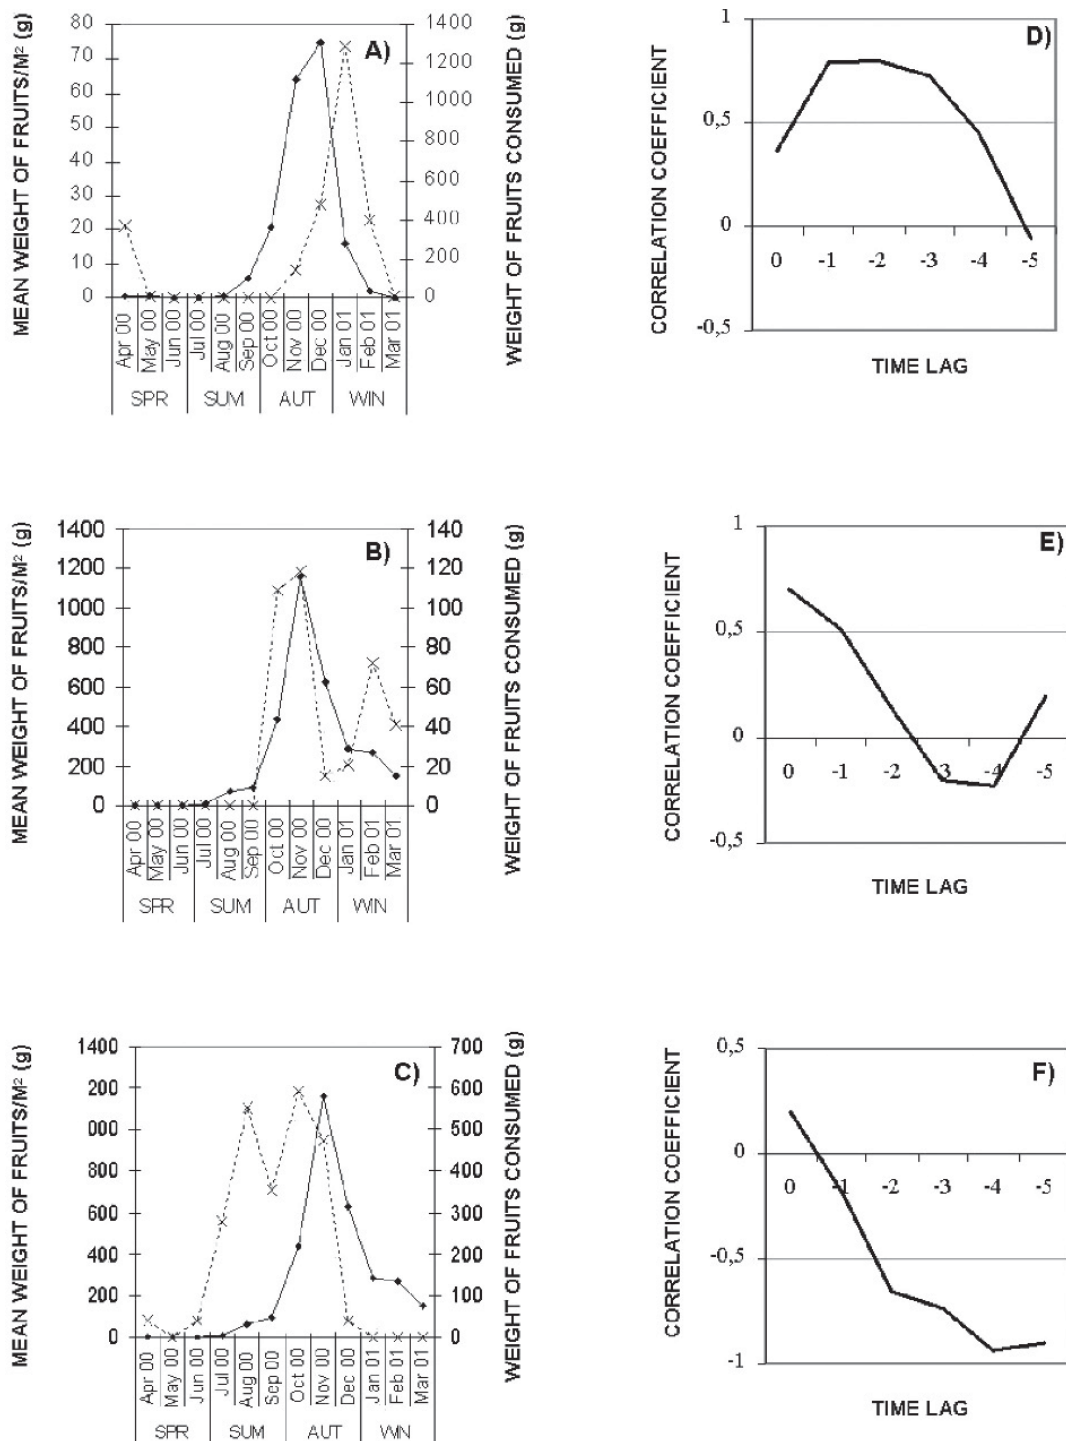 A)
MEAN WEIGHT OF FRUITS/M² (g)
80
70
60
50
40
30
20
10
0
1400
1200
1000
800
600
400
200
0
WEIGHT OF FRUITS CONSUMED (g)
Apr 00
May 00
Jun 00
Jul 00
Aug 00
Sep 00
Oct 00
Nov 00
Dec 00
Jan 01
Feb 01
Mar 01
SPR SUM AUT WIN
D)
CORRELATION COEFFICIENT
1
0,5
0
-0,5
0 -1 -2 -3 -4 -5
TIME LAG
B)
MEAN WEIGHT OF FRUITS/M² (g)
1400
1200
1000
800
600
400
200
0
140
120
100
80
60
40
20
0
WEIGHT OF FRUITS CONSUMED (g)
Apr 00
May 00
Jun 00
Jul 00
Aug 00
Sep 00
Oct 00
Nov 00
Dec 00
Jan 01
Feb 01
Mar 01
SPR SUM AUT WIN
E)
CORRELATION COEFFICIENT
1
0,5
0
-0,5
0 -1 -2 -3 -4 -5
TIME LAG
C)
MEAN WEIGHT OF FRUITS/M² (g)
1400
200
000
800
600
400
200
0
700
600
500
400
300
200
100
0
WEIGHT OF FRUITS CONSUMED (g)
Apr 00
May 00
Jun 00
Jul 00
Aug 00
Sep 00
Oct 00
Nov 00
Dec 00
Jan 01
Feb 01
Mar 01
SPR SUM AUT WIN
F)
CORRELATION COEFFICIENT
0,5
0
-0,5
-1
0 -1 -2 -3 -4 -5
TIME LAG